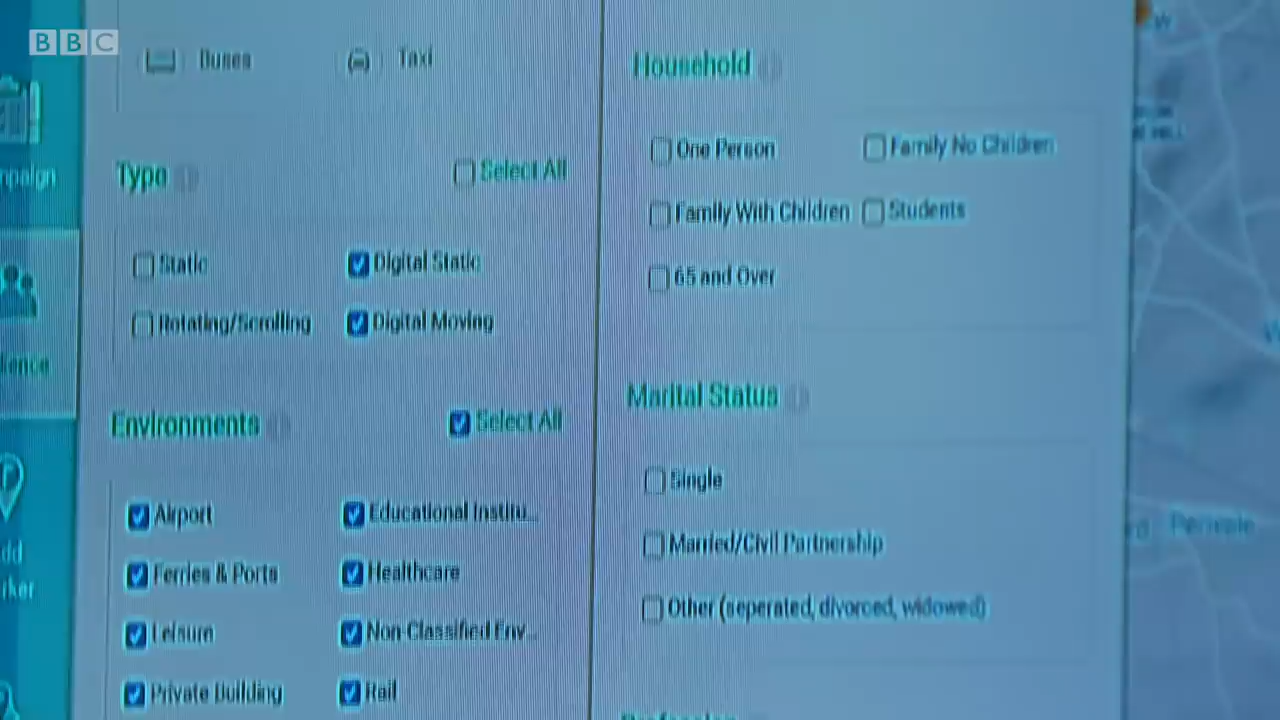 BBC
Buses
Taxi
Type
Select All
Static
Digital Static
Rotating/Scrolling
Digital Moving
Environments
Select All
Airport
Educational Institu...
Ferries & Ports
Healthcare
Leisure
Non-Classified Env...
Private Building
Rail
Household
One Person
Family No Children
Family With Children
Students
65 and Over
Marital Status
Single
Married/Civil Partnership
Other (seperated, divorced, widowed)
Perivale